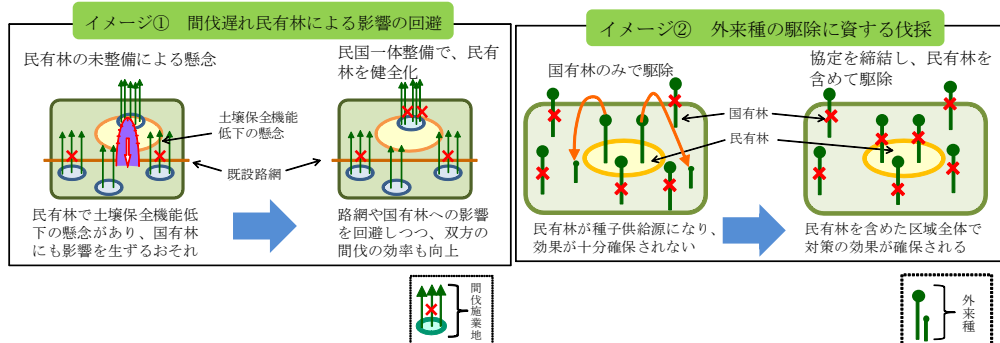 イメージ① 間伐遅れ民有林による影響の回避
民有林の未整備による懸念
民国一体整備で、民有
林を健全化
土壌保全機能
低下の懸念
既設路網
民有林で土壌保全機能低
下の懸念があり、国有林
にも影響を生ずるおそれ
路網や国有林への影響
を回避しつつ、双方の
間伐の効率も向上
間伐施業地
イメージ② 外来種の駆除に資する伐採
国有林のみで駆除
協定を締結し、民有林を
含めて駆除
国有林
民有林
民有林が種子供給源になり、
効果が十分確保されない
民有林を含めた区域全体で
対策の効果が確保される
外来種